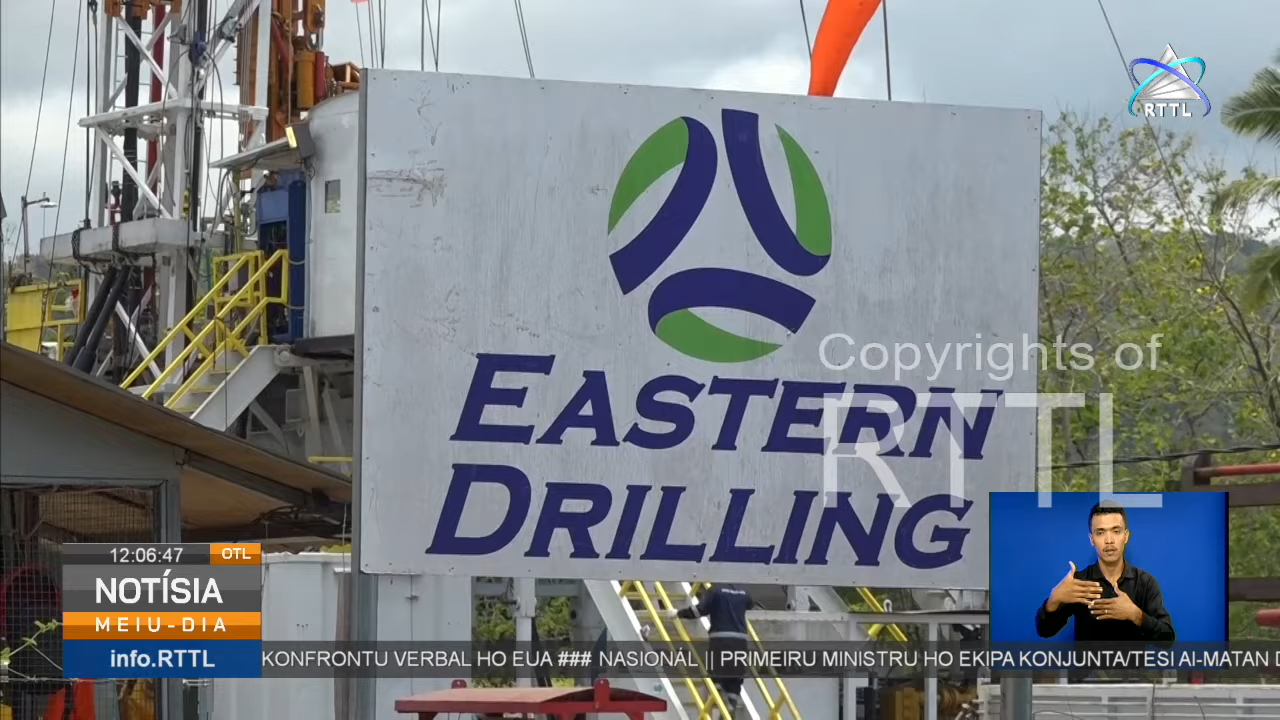 RTTL
EASTERN
DRILLING
Copyrights of
RTTL
12:06:47 OTL
NOTÍSIA
MEIU-DIA
info.RTTL
KONFRONTU VERBAL HO EUA ### NASIONÁL || PRIMEIRU MINISTRU HO EKIPA KONJUNTA/TESI AI-MATAN D